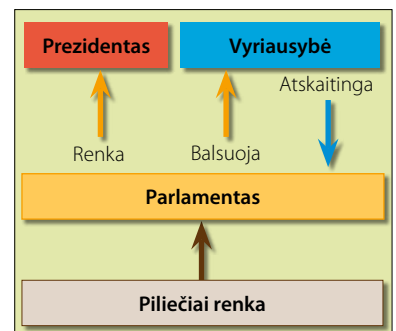 Prezidentas
Vyriausybė
Atskaitinga
Renka
Balsuoja
Parlamentas
Piliečiai renka